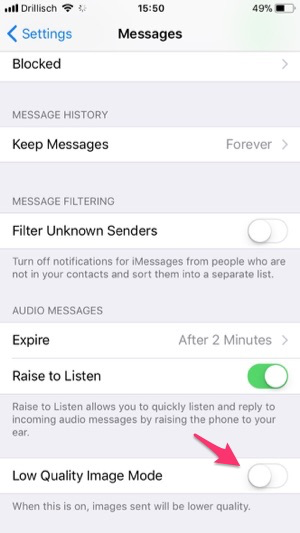 Drillisch 15:50 49%
Settings Messages
Blocked
MESSAGE HISTORY
Keep Messages Forever
MESSAGE FILTERING
Filter Unknown Senders
Turn off notifications for iMessages from people who are
not in your contacts and sort them into a separate list.
AUDIO MESSAGES
Expire After 2 Minutes
Raise to Listen
Raise to Listen allows you to quickly listen and reply to
incoming audio messages by raising the phone to your
ear.
Low Quality Image Mode
When this is on, images sent will be lower quality.